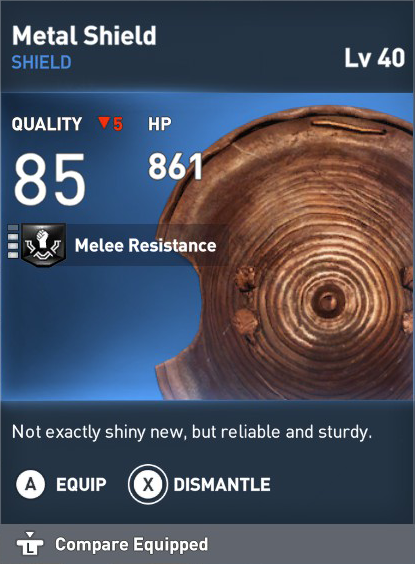 Metal Shield
SHIELD
Lv 40
QUALITY ▼5 HP
85 861
Melee Resistance
Not exactly shiny new, but reliable and sturdy.
A EQUIP X DISMANTLE
L Compare Equipped